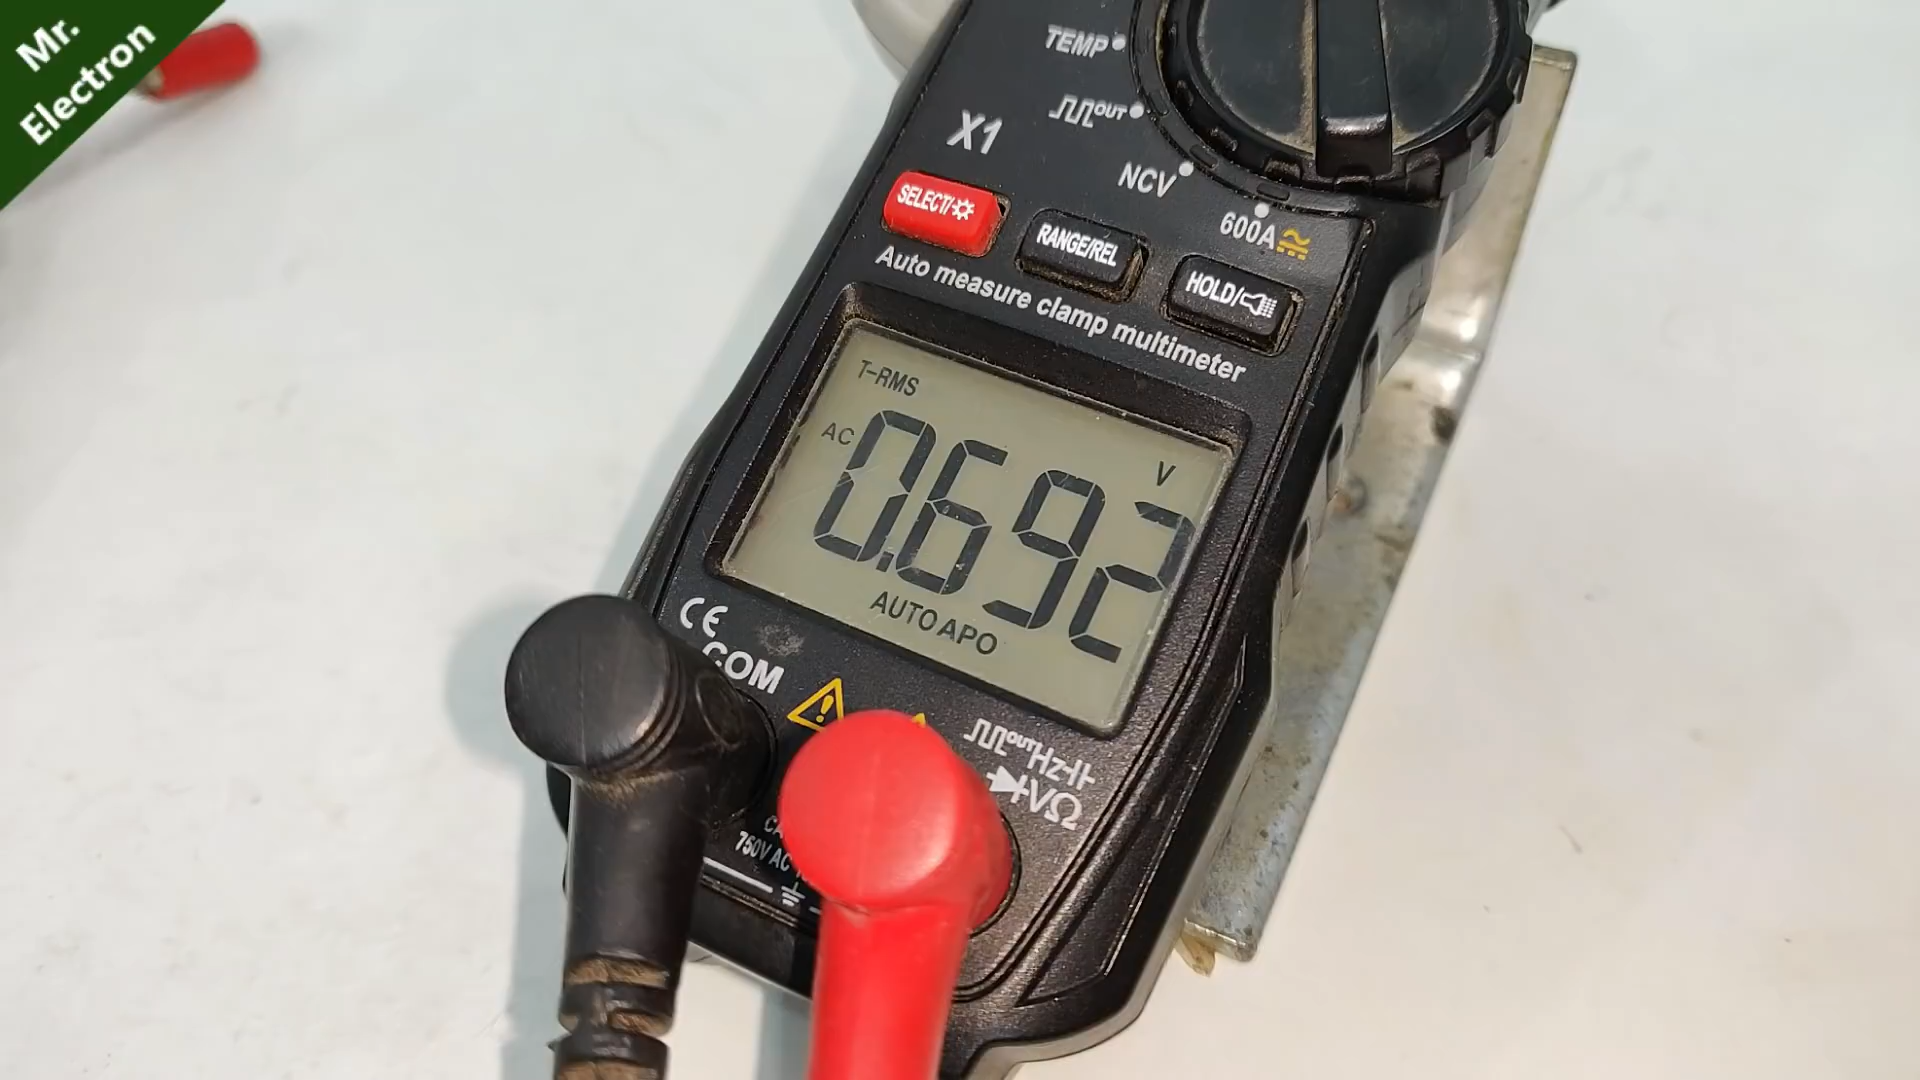 Mr.
Electron
TEMP
OUT
X1
NCV
600A
SELECT/
RANGE/REL
HOLD/
Auto measure clamp multimeter
T-RMS
AC
0.692
V
AUTO APO
CE
COM
out Hz
VΩ
750V AC